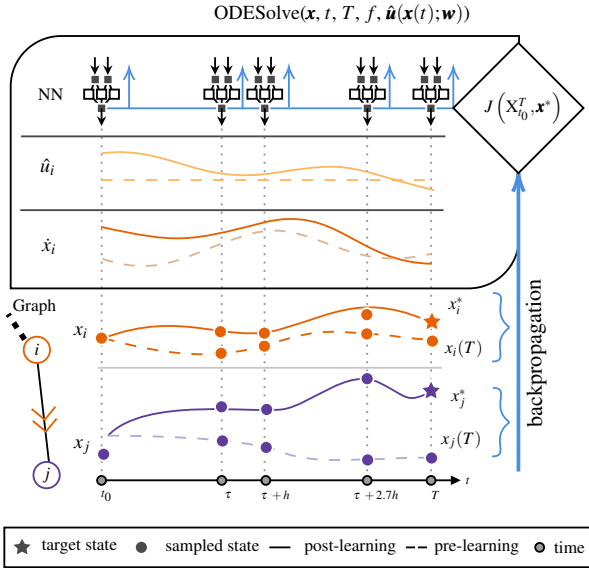 ODESolve(𝒙, t, T, f, 𝒖̂(𝒙(t);𝒘))
NN
J(X_{t_0}^T, 𝒙*)
û_i
ẋ_i
Graph
i
j
x_i
x_i^*
x_i(T)
x_j
x_j^*
x_j(T)
backpropagation
t_0 τ τ + h τ + 2.7h T t
target state sampled state post-learning pre-learning time